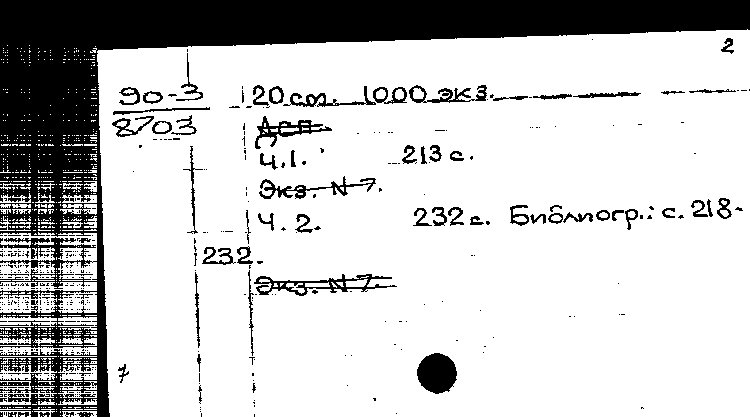 2
90-3 20 см. 1000 экз.
8703 АСП
Ч.1. 213 с.
Экз. N 7.
Ч. 2. 232 с. Библиогр.: с. 218-
232.
Экз. N 7.
7